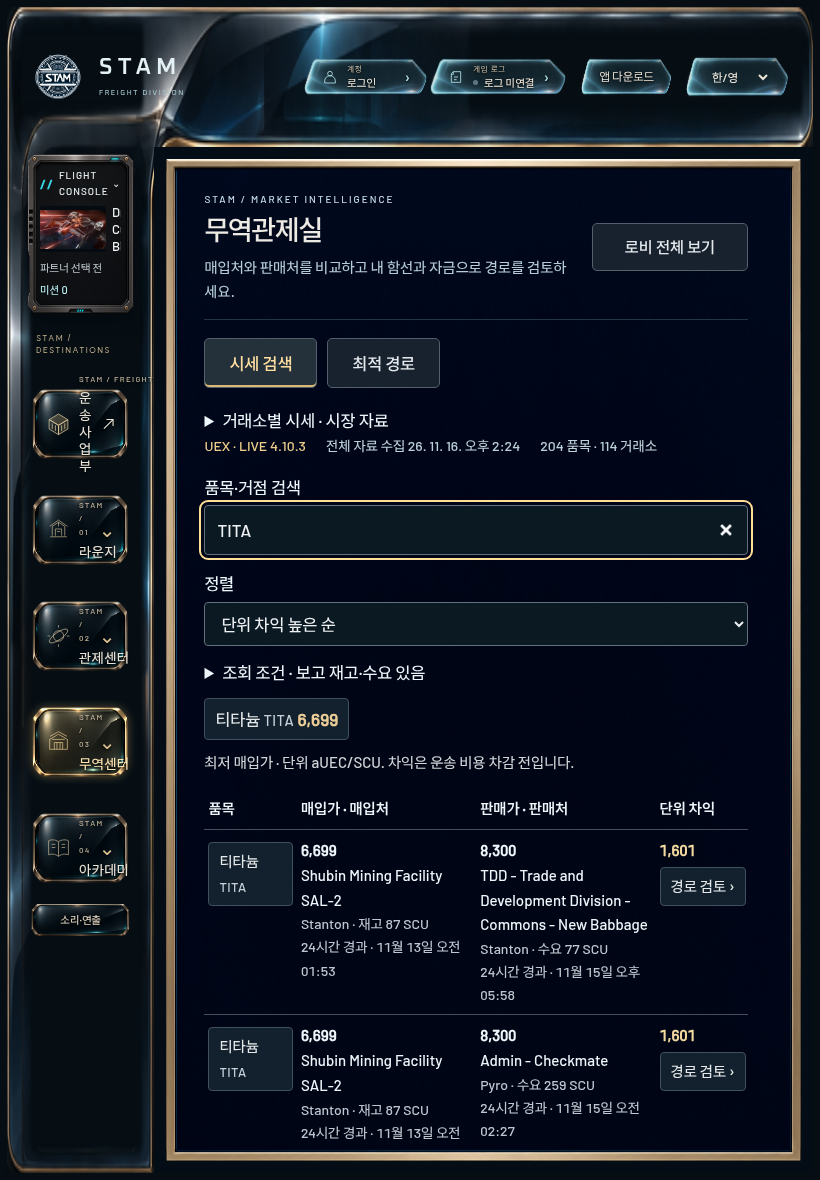 STAM
STAM
FREIGHT DIVISION
계정
로그인
게임 로그
로그 미연결
앱 다운로드
한/영
//
FLIGHT
CONSOLE
파트너 선택 전
미션 0
STAM /
DESTINATIONS
STAM / FREIGHT
운
송
사
업
부
STAM
/
01
라운지
STAM
/
02
관제센터
STAM
/
03
무역센터
STAM
/
04
아카데미
소리·연출
STAM / MARKET INTELLIGENCE
무역관제실
매입처와 판매처를 비교하고 내 함선과 자금으로 경로를 검토하
세요.
로비 전체 보기
시세 검색
최적 경로
▶ 거래소별 시세 · 시장 자료
UEX · LIVE 4.10.3 전체 자료 수집 26. 11. 16. 오후 2:24 204 품목 · 114 거래소
품목·거점 검색
TITA
정렬
단위 차익 높은 순
▶ 조회 조건 · 보고 재고·수요 있음
티타늄 TITA 6,699
최저 매입가 · 단위 aUEC/SCU. 차익은 운송 비용 차감 전입니다.
품목 매입가 · 매입처 판매가 · 판매처 단위 차익
티타늄
TITA
6,699
Shubin Mining Facility
SAL-2
Stanton · 재고 87 SCU
24시간 경과 · 11월 13일 오전
01:53
8,300
TDD - Trade and
Development Division -
Commons - New Babbage
Stanton · 수요 77 SCU
24시간 경과 · 11월 15일 오후
05:58
1,601
경로 검토 ›
티타늄
TITA
6,699
Shubin Mining Facility
SAL-2
Stanton · 재고 87 SCU
24시간 경과 · 11월 13일 오전
8,300
Admin - Checkmate
Pyro · 수요 259 SCU
24시간 경과 · 11월 15일 오전
02:27
1,601
경로 검토 ›